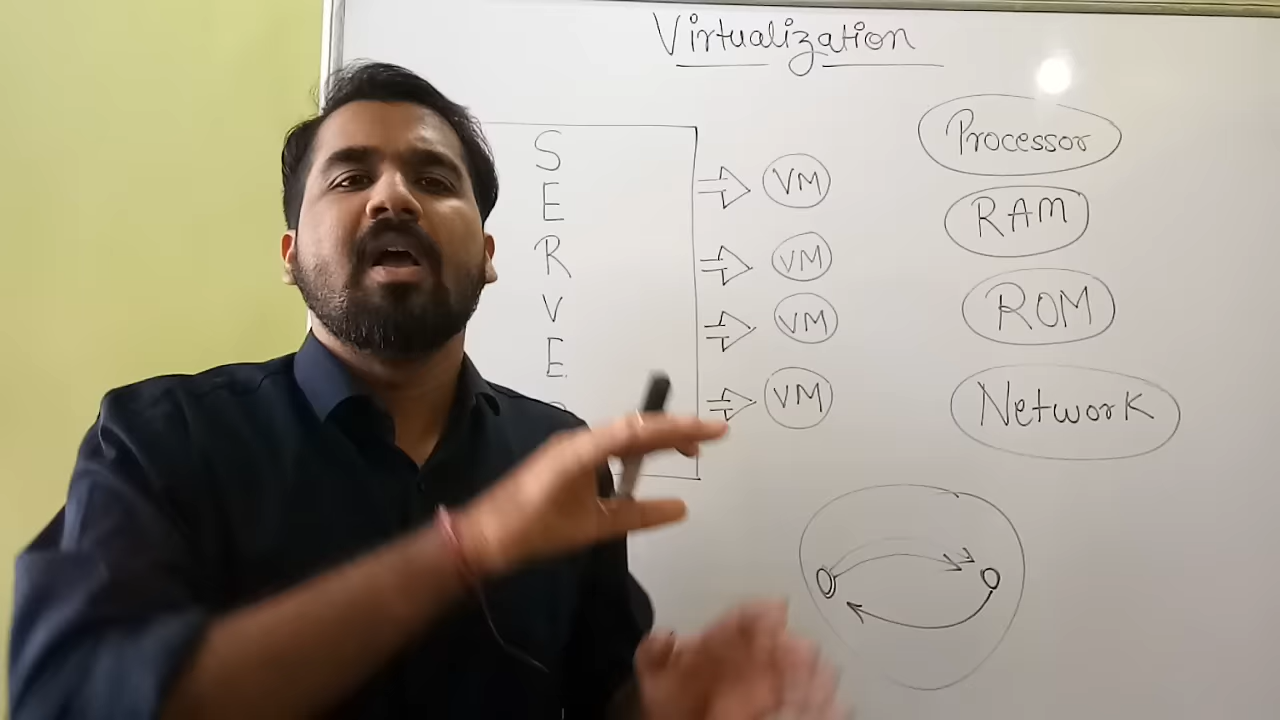 Virtualization
S
E
R
V
E
VM
VM
VM
VM
Processor
RAM
ROM
Network